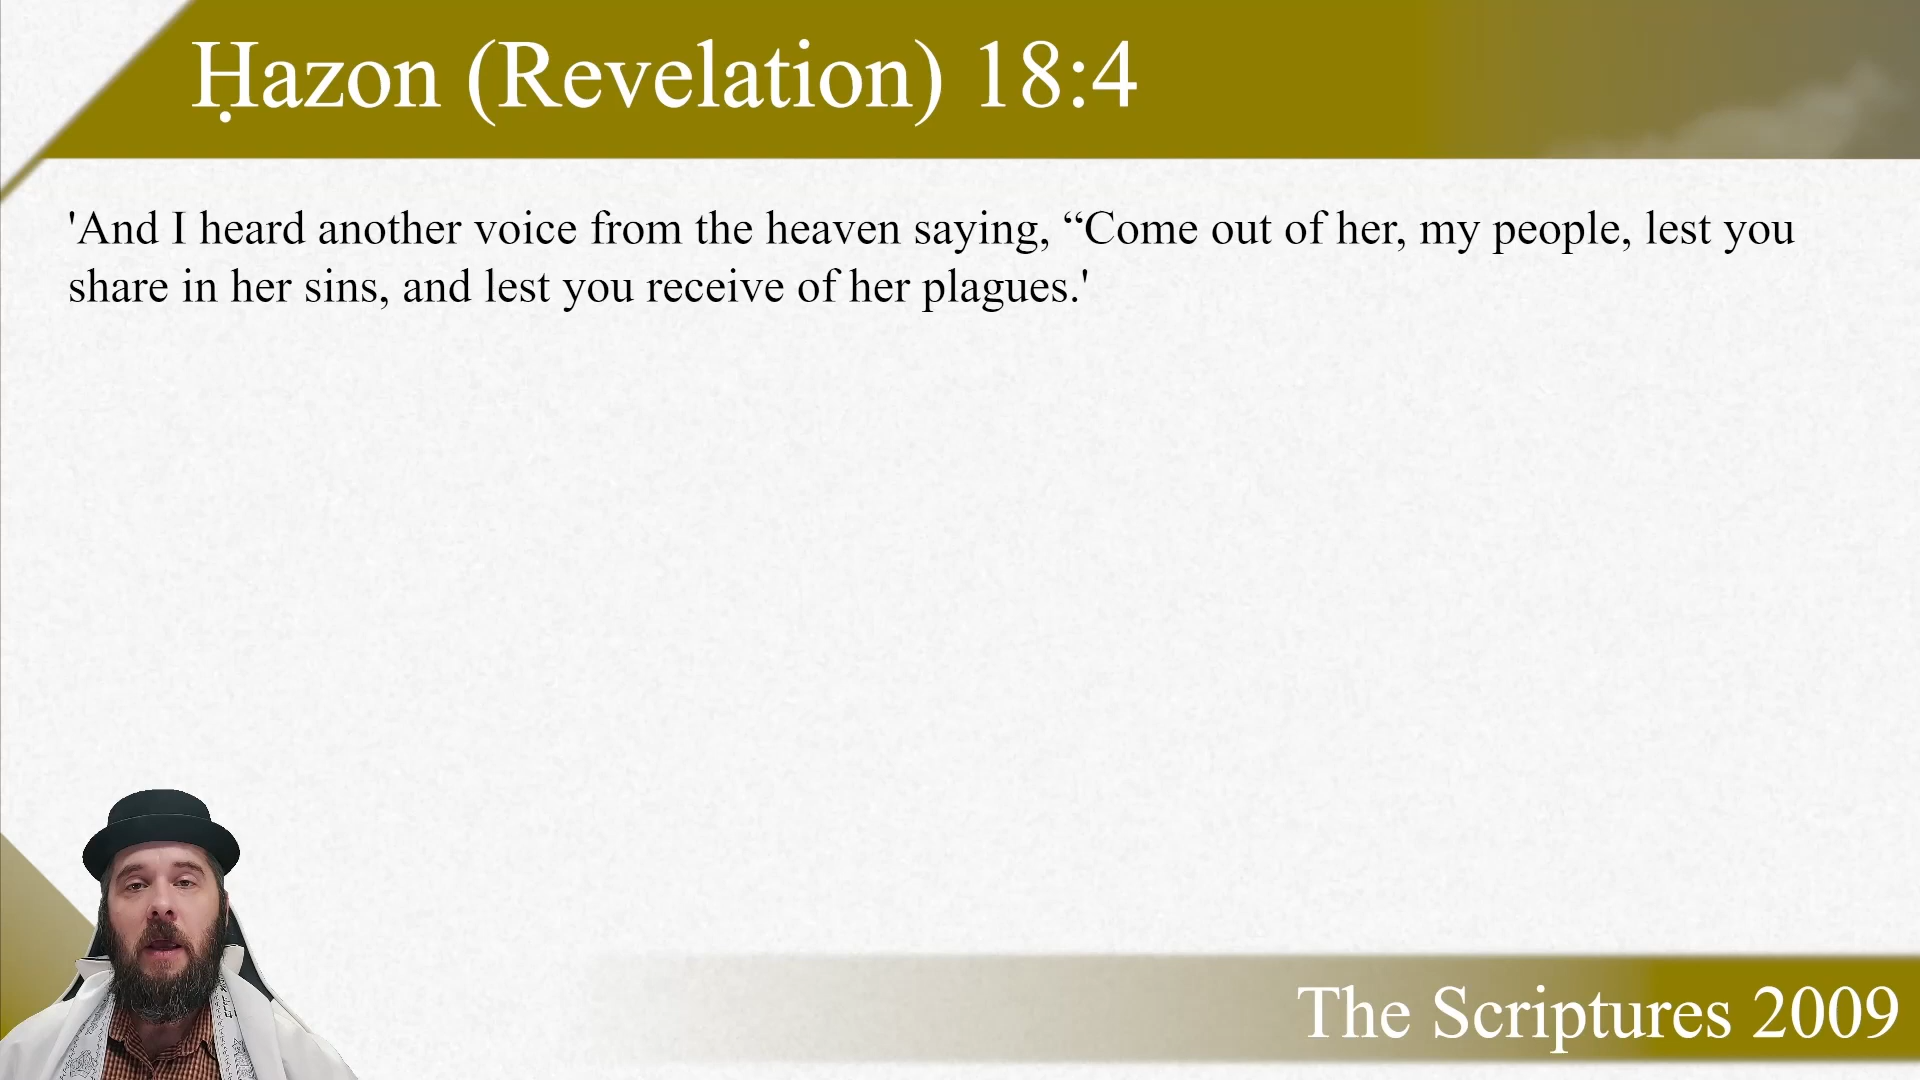 Ḥazon (Revelation) 18:4
'And I heard another voice from the heaven saying, “Come out of her, my people, lest you
share in her sins, and lest you receive of her plagues.'
The Scriptures 2009